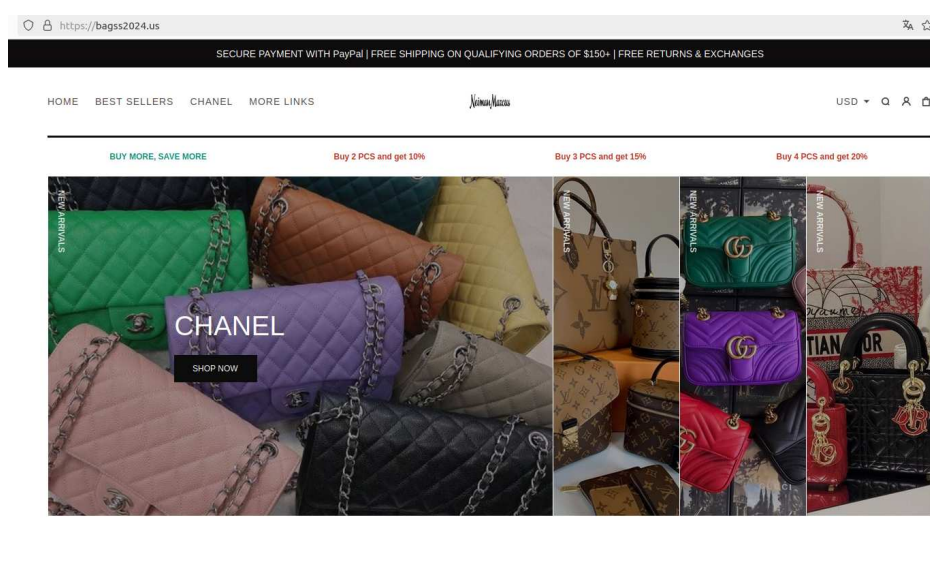 https://bagss2024.us
SECURE PAYMENT WITH PayPal | FREE SHIPPING ON QUALIFYING ORDERS OF $150+ | FREE RETURNS & EXCHANGES
HOME BEST SELLERS CHANEL MORE LINKS
Neiman Marcus
USD
BUY MORE, SAVE MORE
Buy 2 PCS and get 10%
Buy 3 PCS and get 15%
Buy 4 PCS and get 20%
NEW ARRIVALS
CHANEL
SHOP NOW
NEW ARRIVALS
NEW ARRIVALS
NEW ARRIVALS
TIAN
OR